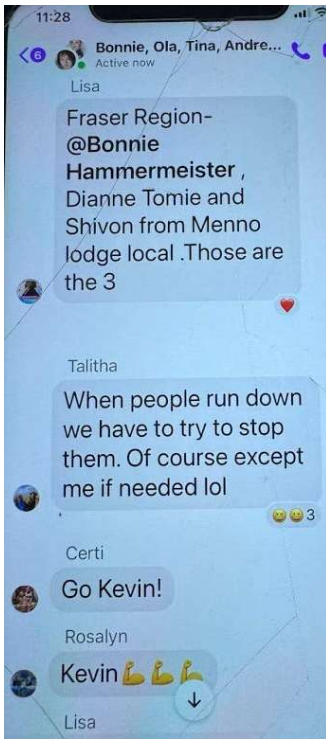 11:28
6
Bonnie, Ola, Tina, Andre...
Active now
Lisa
Fraser Region-
@Bonnie
Hammermeister ,
Dianne Tomie and
Shivon from Menno
lodge local .Those are
the 3
Talitha
When people run down
we have to try to stop
them. Of course except
me if needed lol
3
Certi
Go Kevin!
Rosalyn
Kevin💪💪💪
Lisa